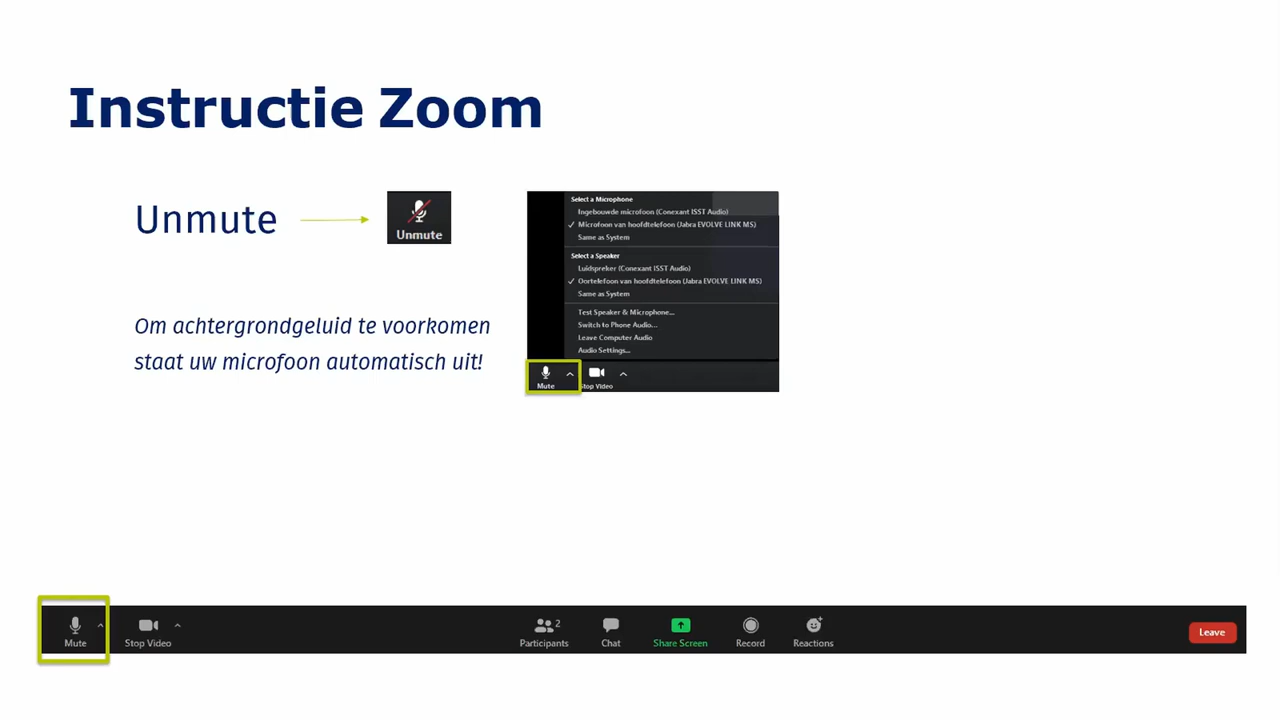 Instructie Zoom
Unmute
Unmute
Om achtergrondgeluid te voorkomen
staat uw microfoon automatisch uit!
Select a Microphone
Ingebouwde microfoon (Conexant ISST Audio)
✓ Microfoon van hoofdtelefoon (Jabra EVOLVE LINK MS)
Same as System
Select a Speaker
Luidspreker (Conexant ISST Audio)
✓ Oortelefoon van hoofdtelefoon (Jabra EVOLVE LINK MS)
Same as System
Test Speaker & Microphone...
Switch to Phone Audio...
Leave Computer Audio
Audio Settings...
Mute Stop Video
Mute Stop Video Participants 2 Chat Share Screen Record Reactions Leave